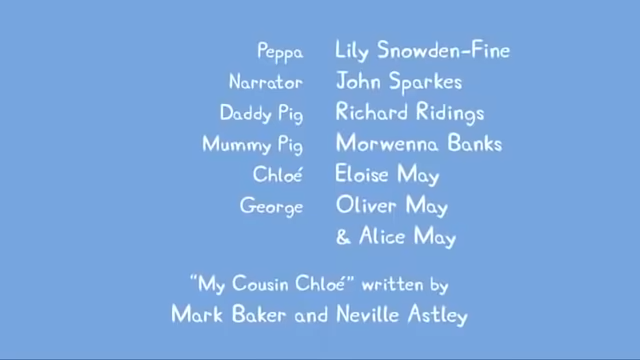 Peppa Lily Snowden-Fine
Narrator John Sparkes
Daddy Pig Richard Ridings
Mummy Pig Morwenna Banks
Chloé Eloise May
George Oliver May
& Alice May
"My Cousin Chloé" written by
Mark Baker and Neville Astley